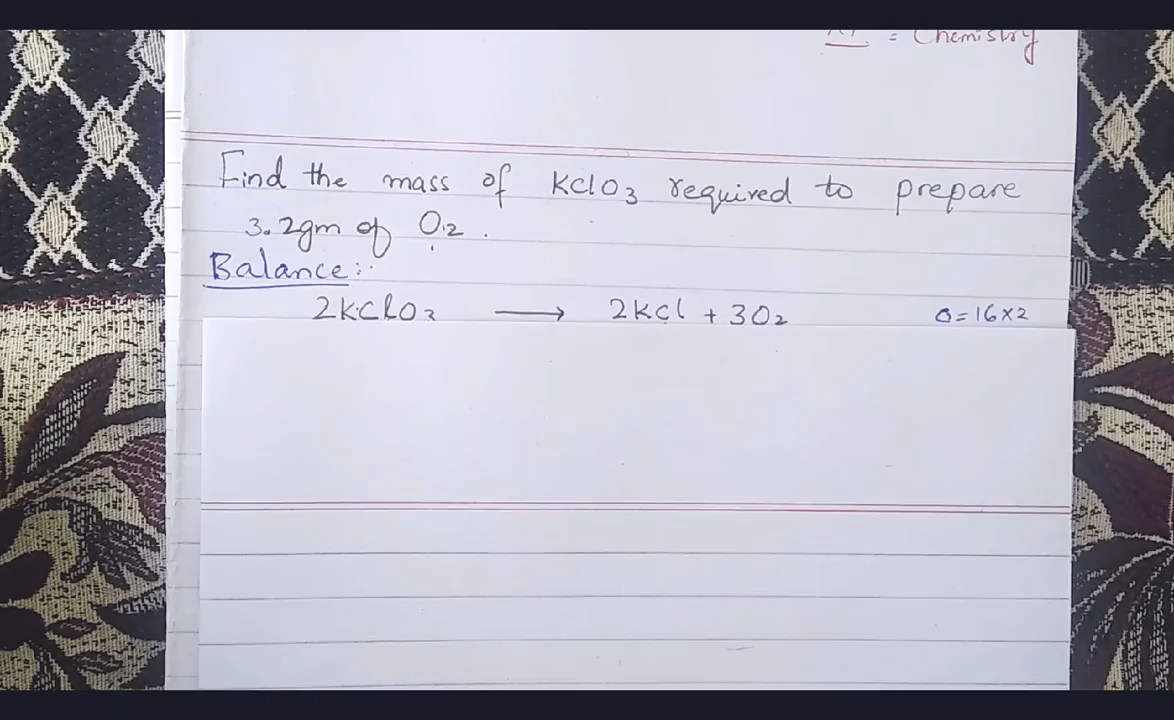 = Chemistry
Find the mass of KClO3 required to prepare
3.2gm of O2.
Balance:-
2KClO3 ⟶ 2KCl + 3O2 O=16×2